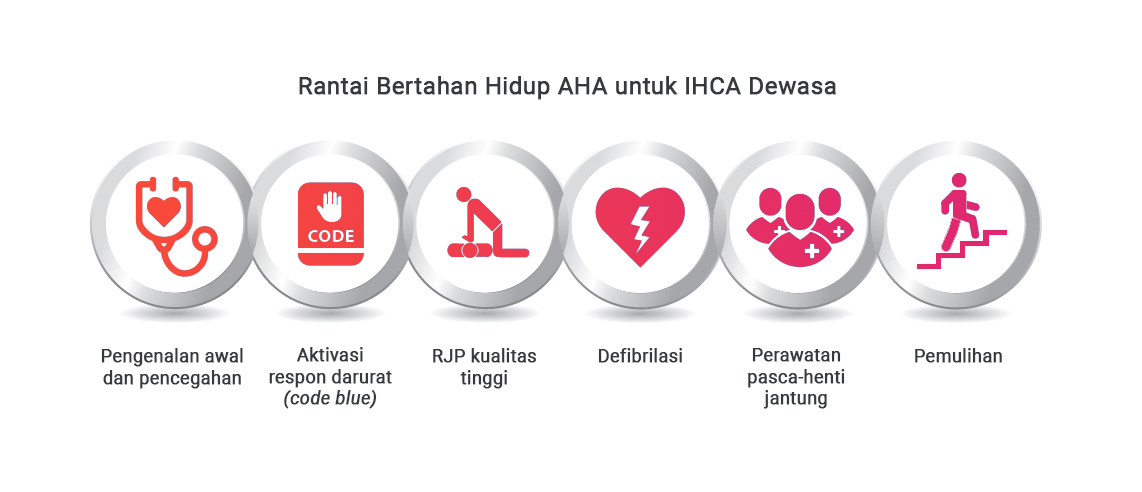 Rantai Bertahan Hidup AHA untuk IHCA Dewasa
CODE
Pengenalan awal
dan pencegahan
Aktivasi
respon darurat
(code blue)
RJP kualitas
tinggi
Defibrilasi
Perawatan
pasca-henti
jantung
Pemulihan